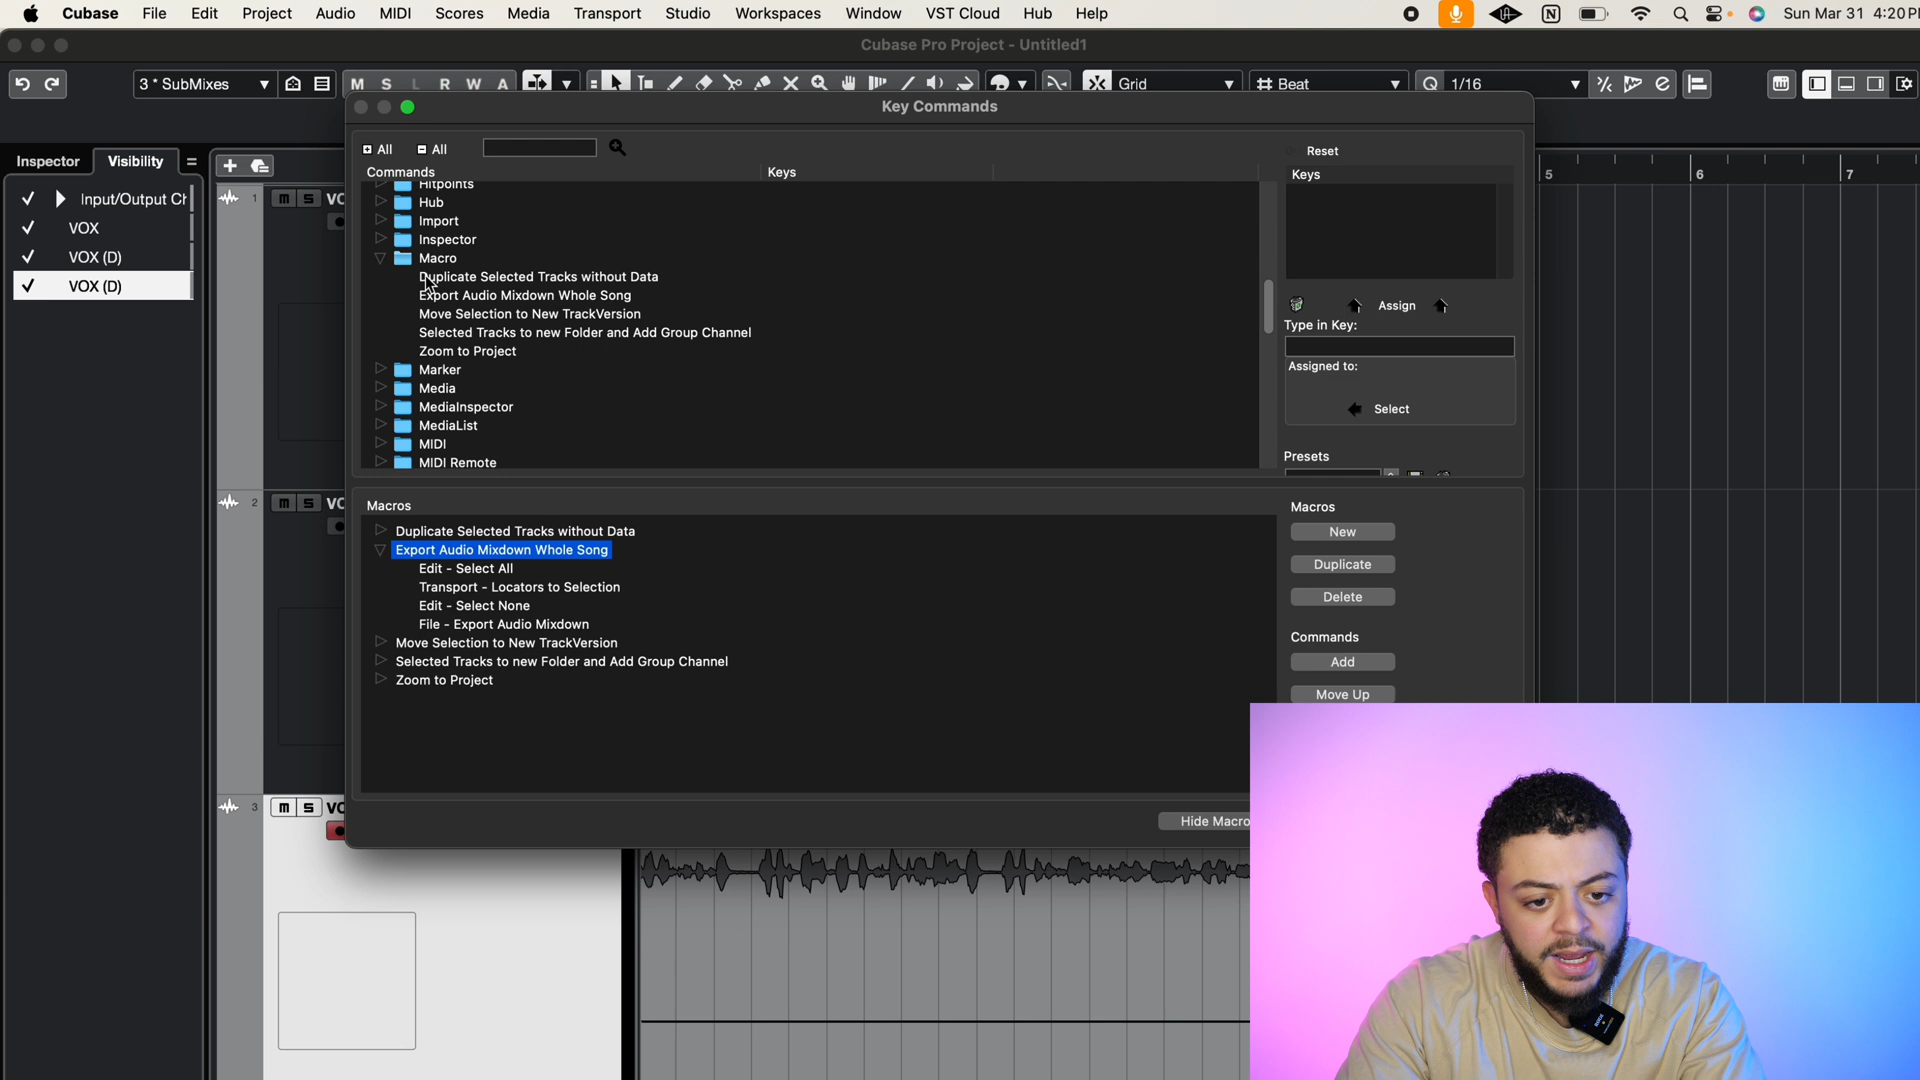 Cubase File Edit Project Audio MIDI Scores Media Transport Studio Workspaces Window VST Cloud Hub Help Sun Mar 31 4:20
Cubase Pro Project - Untitled1
3 * SubMixes M S L R W A Grid Beat Q 1/16
Key Commands
Inspector Visibility
Input/Output Ch
VOX
VOX (D)
VOX (D)
1 m S
2 m S
3 m S
All All
Commands Keys
Hitpoints
Hub
Import
Inspector
Macro
Duplicate Selected Tracks without Data
Export Audio Mixdown Whole Song
Move Selection to New TrackVersion
Selected Tracks to new Folder and Add Group Channel
Zoom to Project
Marker
Media
MediaInspector
MediaList
MIDI
MIDI Remote
Reset
Keys
Assign
Type in Key:
Assigned to:
Select
Presets
5 6 7
Macros
Duplicate Selected Tracks without Data
Export Audio Mixdown Whole Song
Edit - Select All
Transport - Locators to Selection
Edit - Select None
File - Export Audio Mixdown
Move Selection to New TrackVersion
Selected Tracks to new Folder and Add Group Channel
Zoom to Project
Macros
New
Duplicate
Delete
Commands
Add
Move Up
Hide Macro